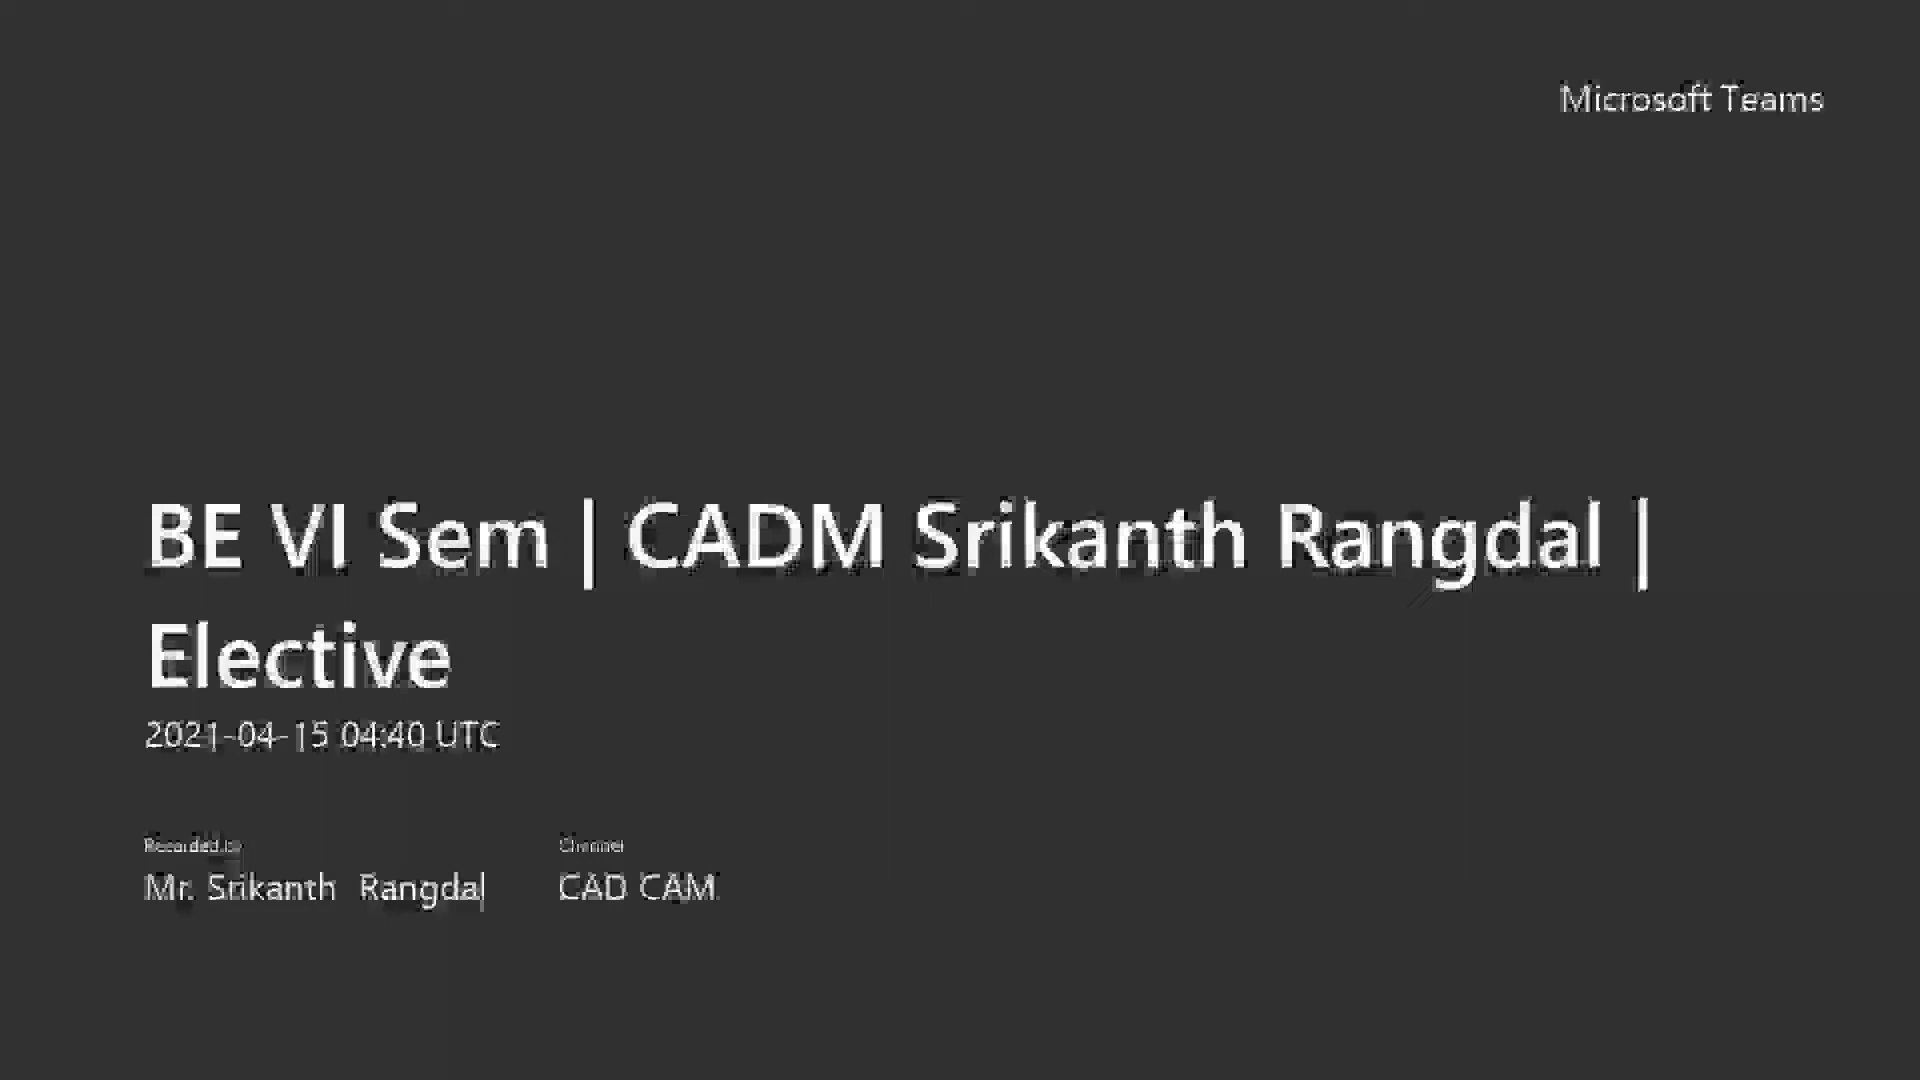 Microsoft Teams
BE VI Sem | CADM Srikanth Rangdal |
Elective
2021-04-15 04:40 UTC
Recorded by Channel
Mr. Srikanth Rangdal CAD CAM